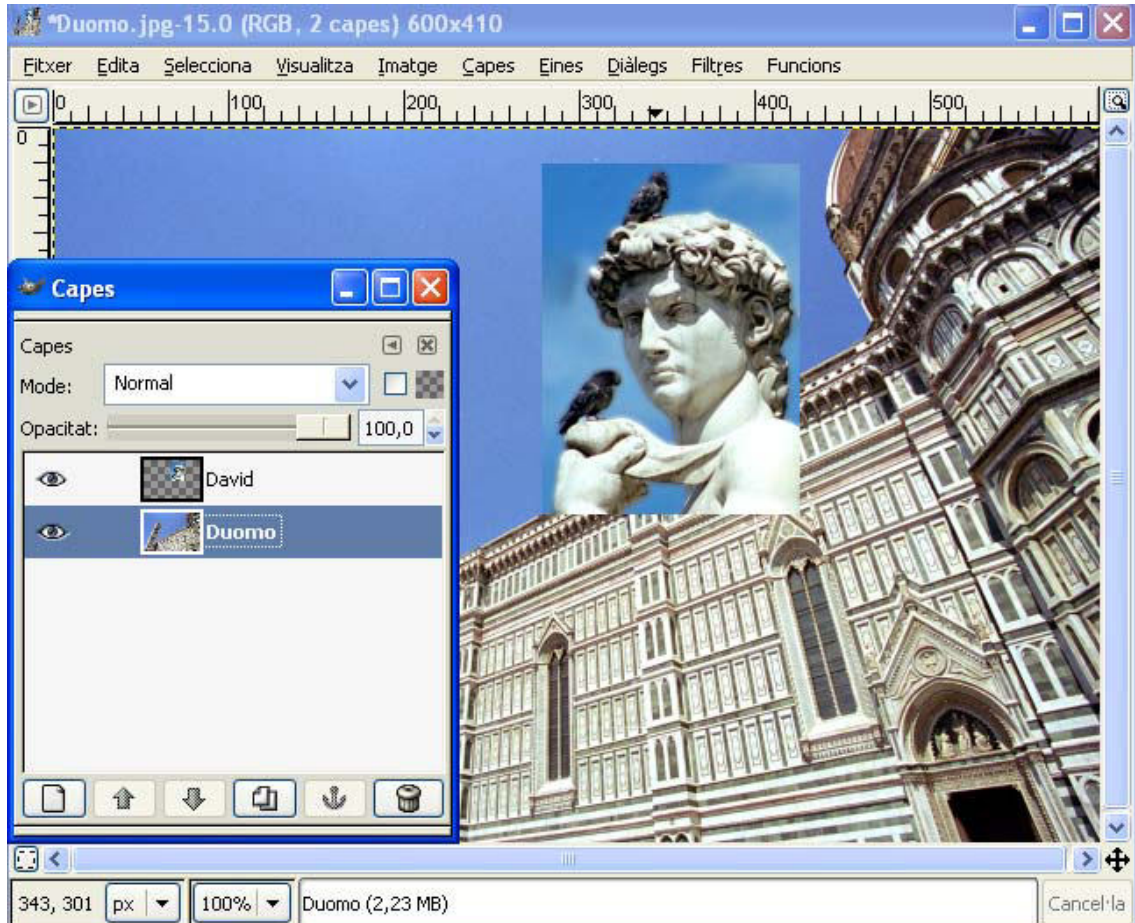 *Duomo.jpg-15.0 (RGB, 2 capes) 600x410
Fitxer Edita Selecciona Visualitza Imatge Capes Eines Diàlegs Filtres Funcions
0 100 200 300 400 500
0
Capes
Capes
Mode: Normal
Opacitat: 100,0
David
Duomo
343, 301 px 100% Duomo (2,23 MB) Cancel·la